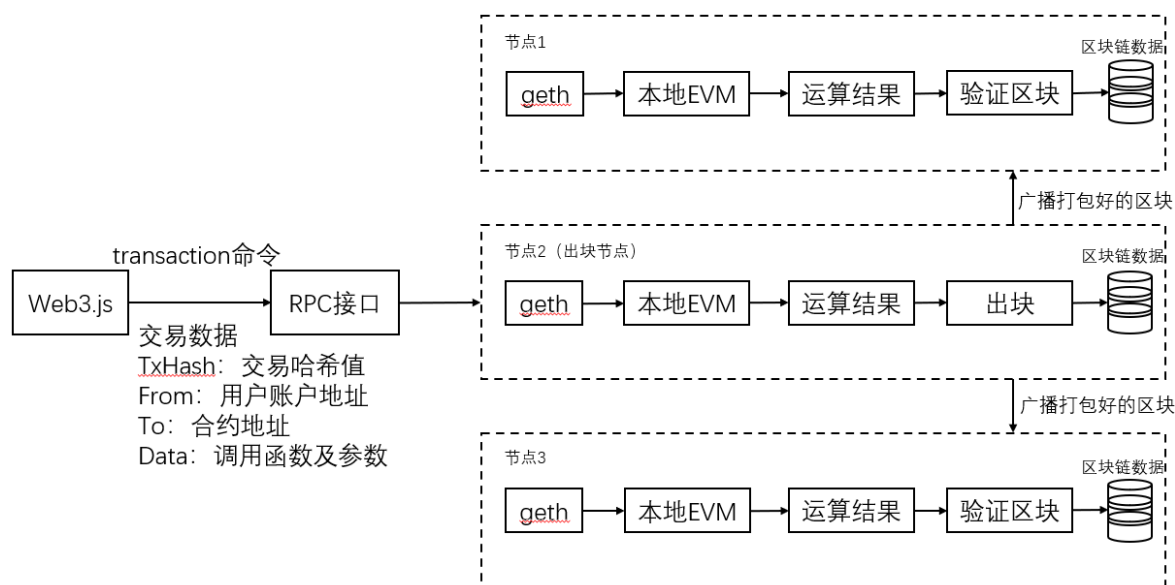 节点1
区块链数据
geth
本地EVM
运算结果
验证区块
广播打包好的区块
transaction命令
Web3.js
RPC接口
交易数据
TxHash：交易哈希值
From：用户账户地址
To：合约地址
Data：调用函数及参数
节点2（出块节点）
区块链数据
geth
本地EVM
运算结果
出块
广播打包好的区块
节点3
区块链数据
geth
本地EVM
运算结果
验证区块